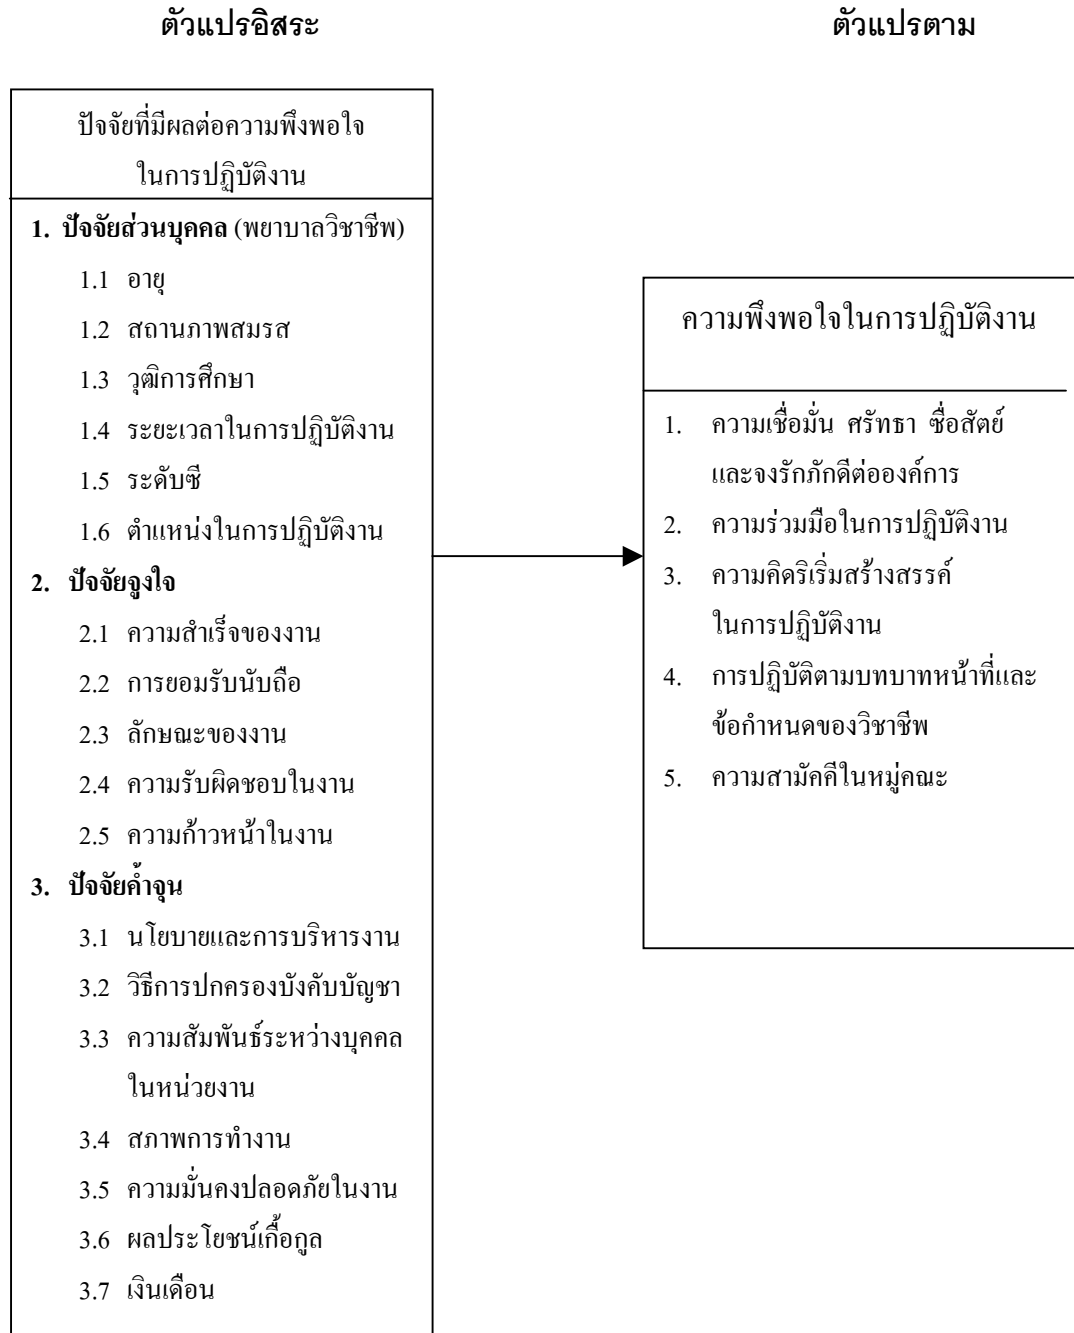 ตัวแปรอิสระ
ตัวแปรตาม
ปัจจัยที่มีผลต่อความพึงพอใจ
ในการปฏิบัติงาน
1. ปัจจัยส่วนบุคคล (พยาบาลวิชาชีพ)
1.1 อายุ
1.2 สถานภาพสมรส
1.3 วุฒิการศึกษา
1.4 ระยะเวลาในการปฏิบัติงาน
1.5 ระดับซี
1.6 ตำแหน่งในการปฏิบัติงาน
2. ปัจจัยจูงใจ
2.1 ความสำเร็จของงาน
2.2 การยอมรับนับถือ
2.3 ลักษณะของงาน
2.4 ความรับผิดชอบในงาน
2.5 ความก้าวหน้าในงาน
3. ปัจจัยค้ำจุน
3.1 นโยบายและการบริหารงาน
3.2 วิธีการปกครองบังคับบัญชา
3.3 ความสัมพันธ์ระหว่างบุคคล
ในหน่วยงาน
3.4 สภาพการทำงาน
3.5 ความมั่นคงปลอดภัยในงาน
3.6 ผลประโยชน์เกื้อกูล
3.7 เงินเดือน
ความพึงพอใจในการปฏิบัติงาน
1. ความเชื่อมั่น ศรัทธา ซื่อสัตย์
และจงรักภักดีต่อองค์การ
2. ความร่วมมือในการปฏิบัติงาน
3. ความคิดริเริ่มสร้างสรรค์
ในการปฏิบัติงาน
4. การปฏิบัติตามบทบาทหน้าที่และ
ข้อกำหนดของวิชาชีพ
5. ความสามัคคีในหมู่คณะ